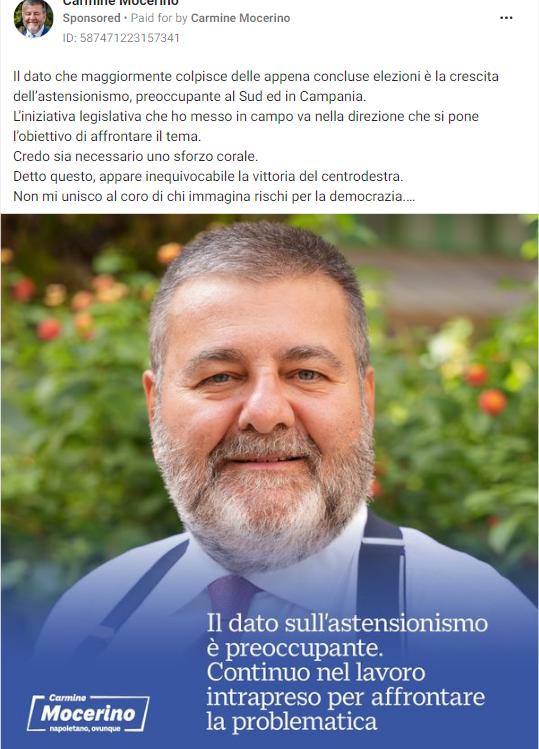 Carmine Mocerino
Sponsored • Paid for by Carmine Mocerino
ID: 587471223157341
Il dato che maggiormente colpisce delle appena concluse elezioni è la crescita
dell'astensionismo, preoccupante al Sud ed in Campania.
L'iniziativa legislativa che ho messo in campo va nella direzione che si pone
l'obiettivo di affrontare il tema.
Credo sia necessario uno sforzo corale.
Detto questo, appare inequivocabile la vittoria del centrodestra.
Non mi unisco al coro di chi immagina rischi per la democrazia....
Il dato sull'astensionismo
è preoccupante.
Continuo nel lavoro
intrapreso per affrontare
la problematica
Carmine
Mocerino
napoletano, ovunque